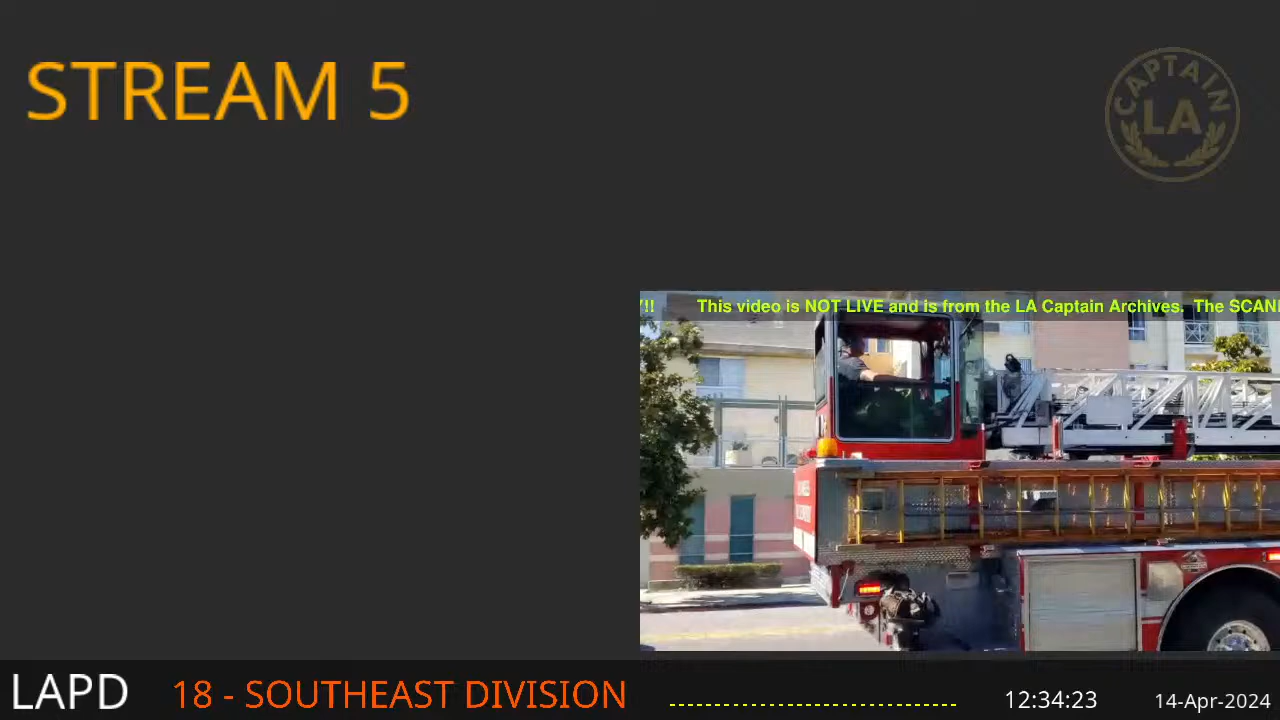 STREAM 5
CAPTAIN
LA
'!! This video is NOT LIVE and is from the LA Captain Archives. The SCAN
LAPD 18 - SOUTHEAST DIVISION 12:34:23 14-Apr-2024